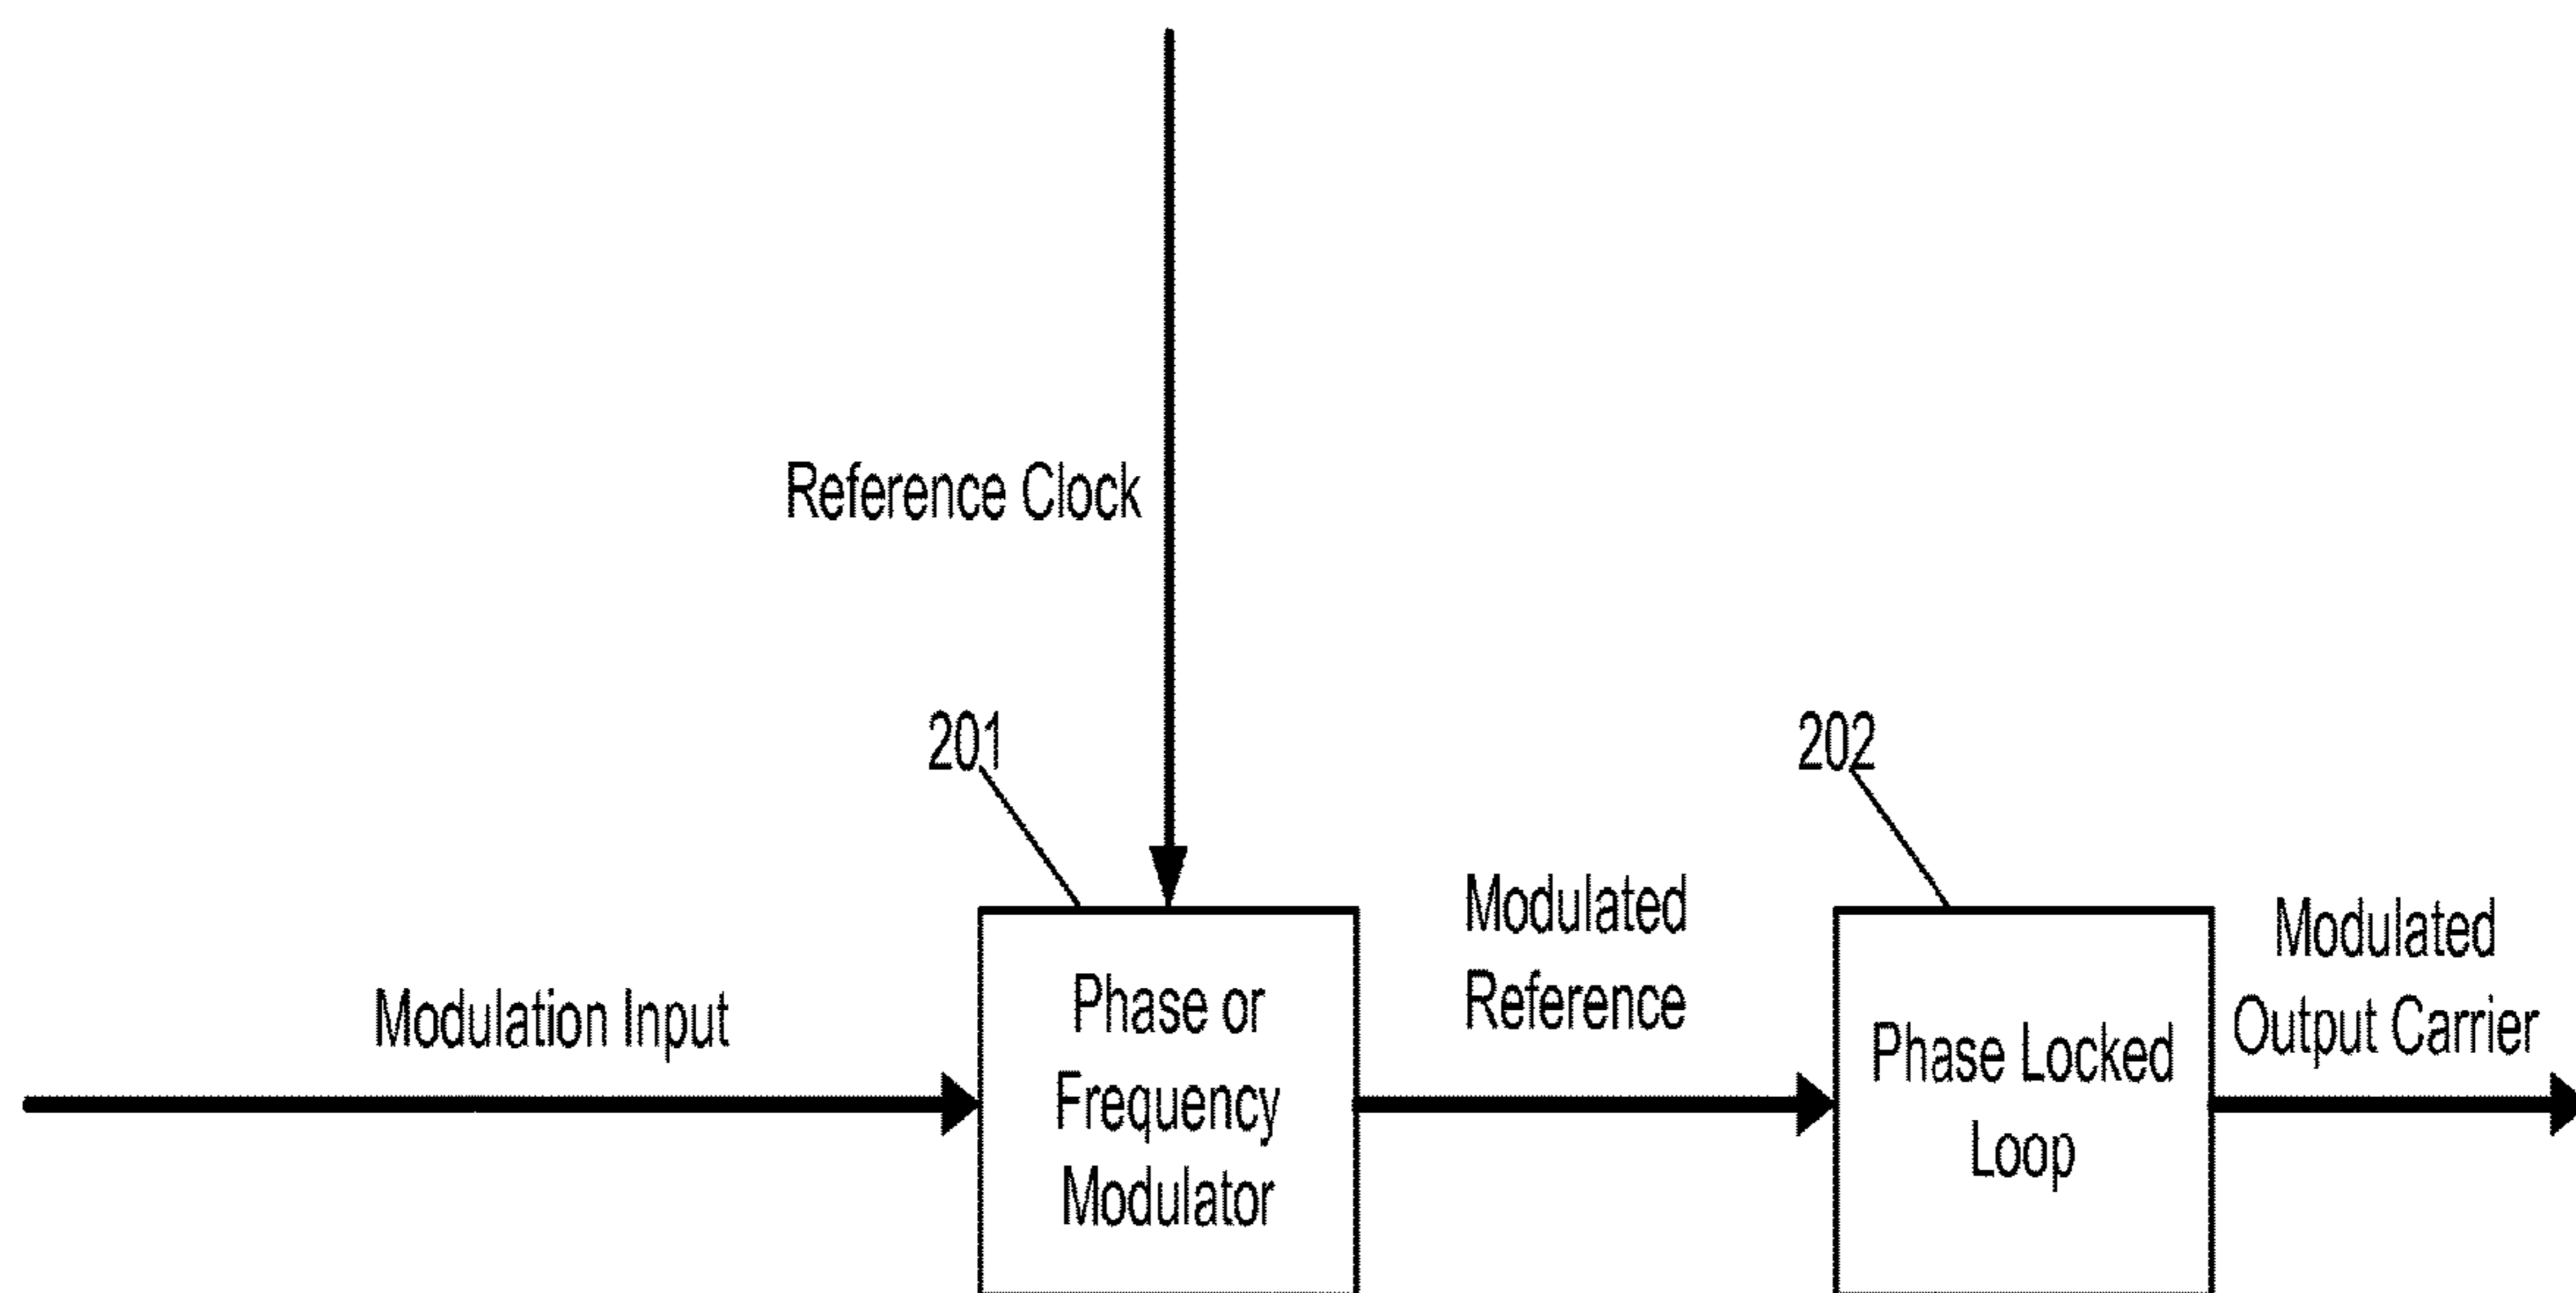 Reference Clock
201
202
Modulation Input
Phase or
Frequency
Modulator
Modulated
Reference
Phase Locked
Loop
Modulated
Output Carrier